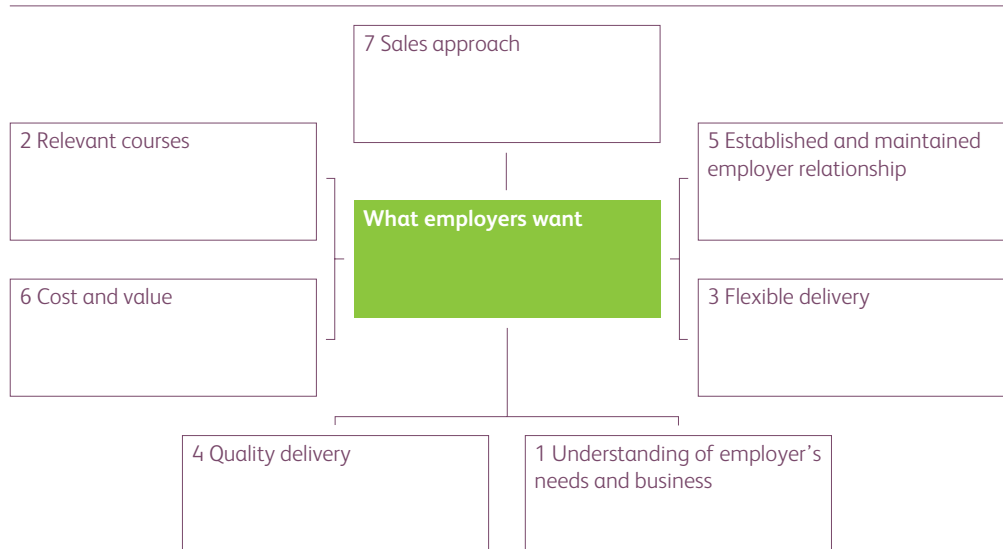 7 Sales approach
2 Relevant courses
5 Established and maintained
employer relationship
What employers want
6 Cost and value
3 Flexible delivery
4 Quality delivery
1 Understanding of employer’s
needs and business